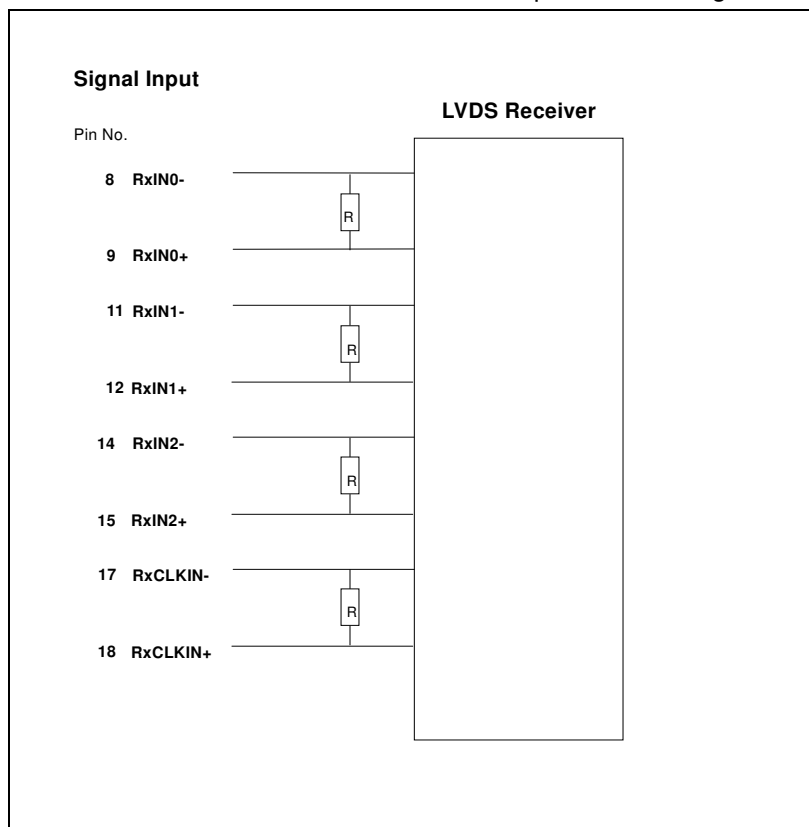 Signal Input
LVDS Receiver
Pin No.
8 RxIN0-
R
9 RxIN0+
11 RxIN1-
R
12 RxIN1+
14 RxIN2-
R
15 RxIN2+
17 RxCLKIN-
R
18 RxCLKIN+